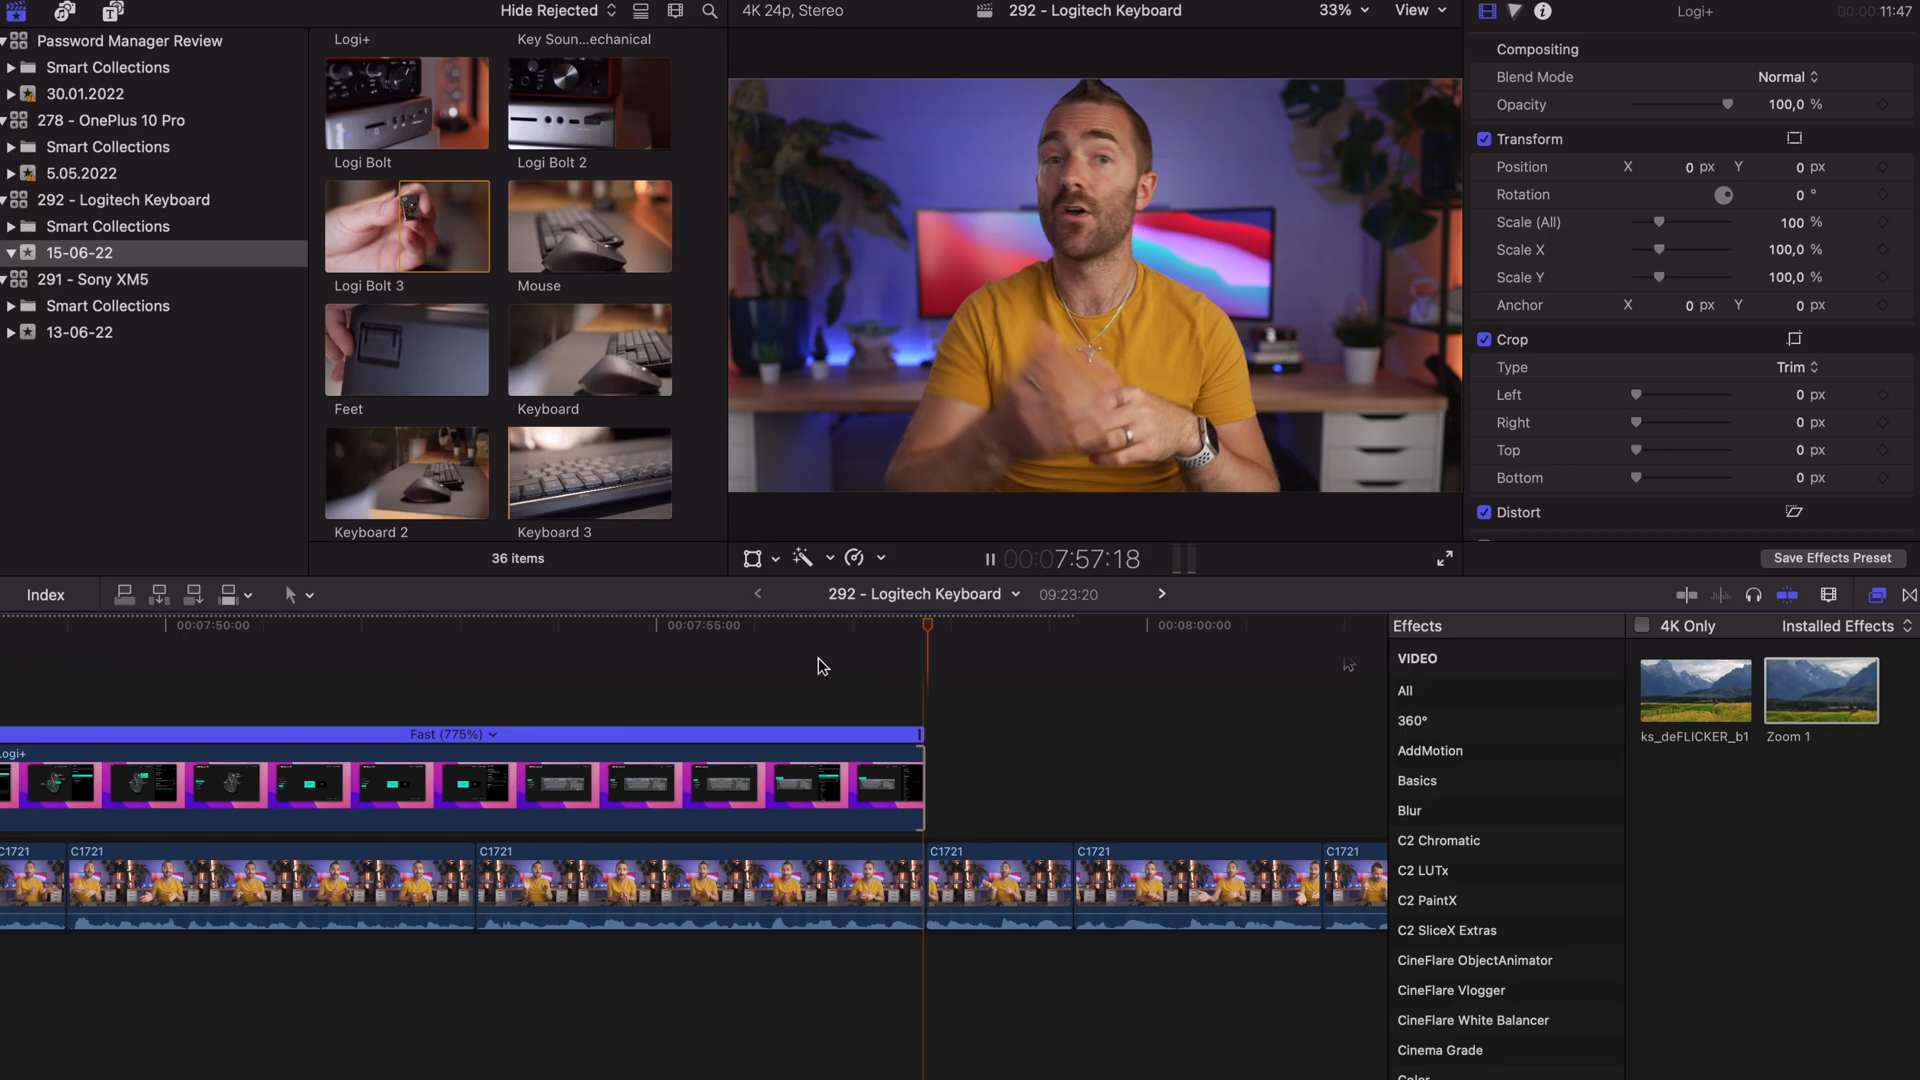 Hide Rejected
4K 24p, Stereo
292 - Logitech Keyboard
33%
View
Logi+
00:00:11:47
Password Manager Review
Smart Collections
30.01.2022
278 - OnePlus 10 Pro
Smart Collections
5.05.2022
292 - Logitech Keyboard
Smart Collections
15-06-22
291 - Sony XM5
Smart Collections
13-06-22
Logi+
Key Soun...echanical
Logi Bolt
Logi Bolt 2
Logi Bolt 3
Mouse
Feet
Keyboard
Keyboard 2
Keyboard 3
36 items
00:07:57:18
Compositing
Blend Mode
Normal
Opacity
100,0 %
Transform
Position X 0 px Y 0 px
Rotation 0 °
Scale (All) 100 %
Scale X 100,0 %
Scale Y 100,0 %
Anchor X 0 px Y 0 px
Crop
Type Trim
Left 0 px
Right 0 px
Top 0 px
Bottom 0 px
Distort
Save Effects Preset
Index
292 - Logitech Keyboard
09:23:20
00:07:50:00
00:07:55:00
00:08:00:00
Fast (775%)
Logi+
C1721
C1721
C1721
C1721
C1721
C1721
Effects
4K Only
Installed Effects
VIDEO
All
360°
AddMotion
Basics
Blur
C2 Chromatic
C2 LUTx
C2 PaintX
C2 SliceX Extras
CineFlare ObjectAnimator
CineFlare Vlogger
CineFlare White Balancer
Cinema Grade
Color
ks_deFLICKER_b1
Zoom 1